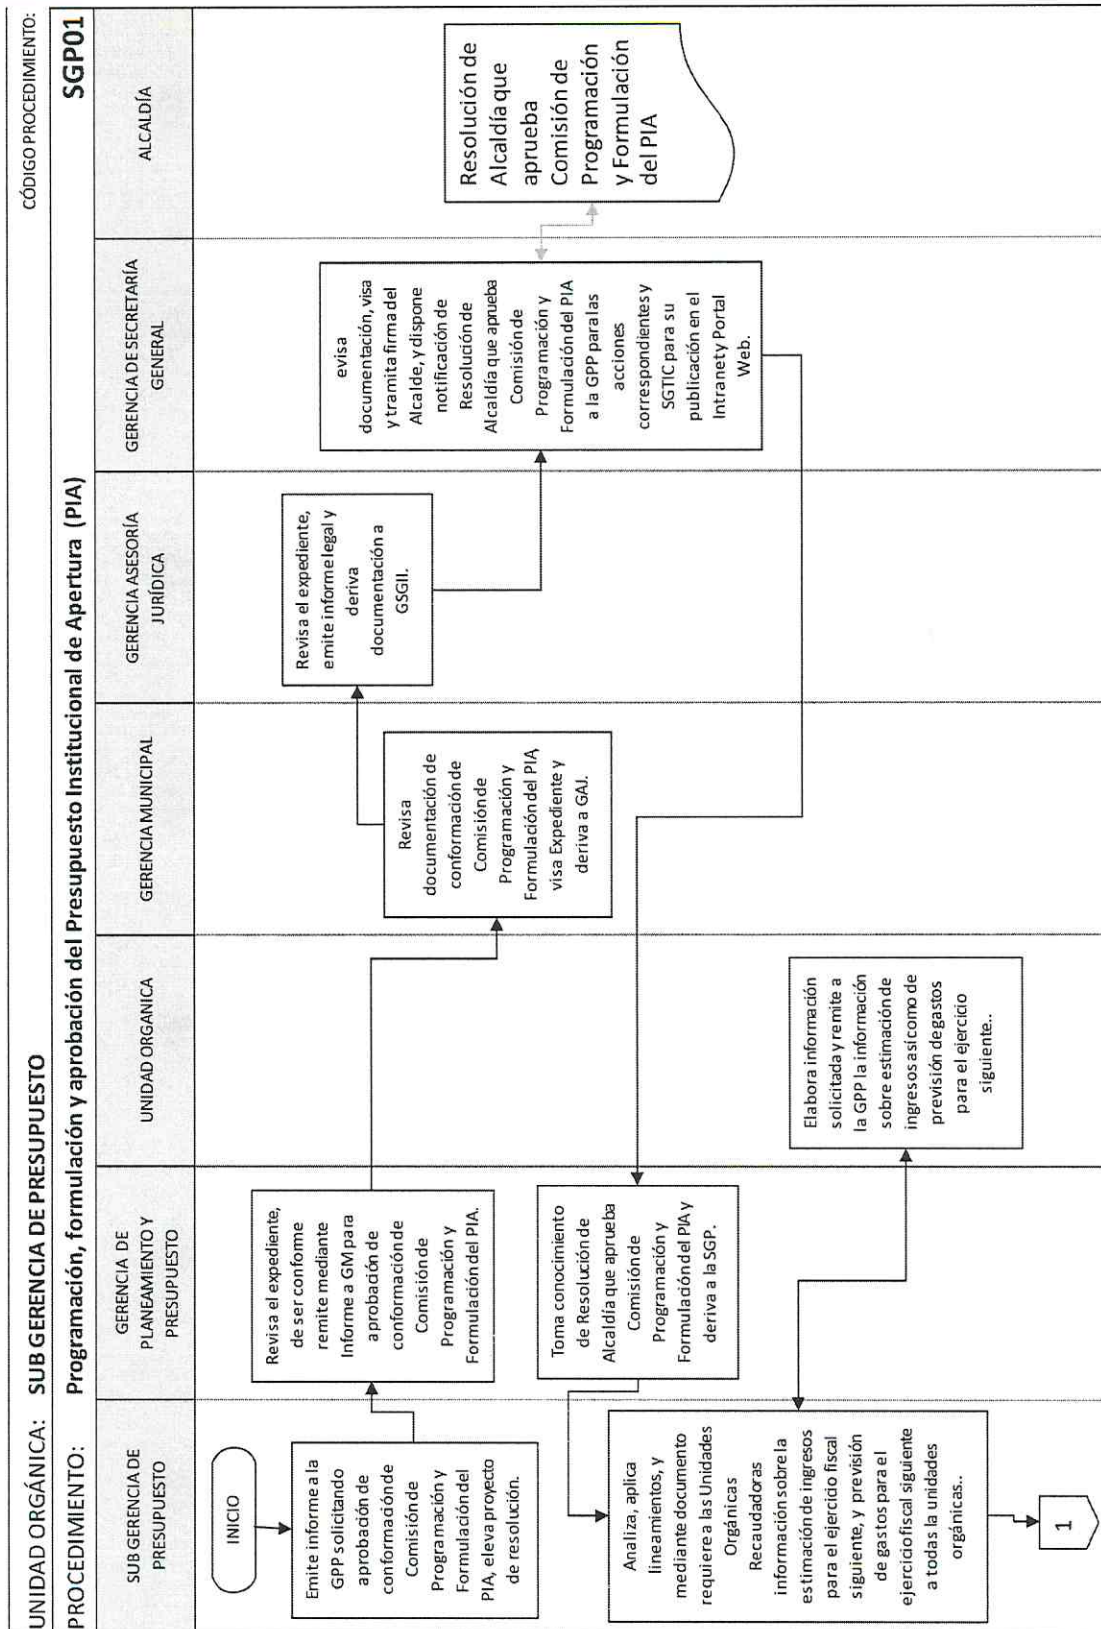 CÓDIGO PROCEDIMIENTO:
UNIDAD ORGÁNICA: SUB GERENCIA DE PRESUPUESTO
SGP01
PROCEDIMIENTO: Programación, formulación y aprobación del Presupuesto Institucional de Apertura (PIA)
SUB GERENCIA DE
PRESUPUESTO
GERENCIA DE
PLANEAMIENTO Y
PRESUPUESTO
UNIDAD ORGANICA
GERENCIA MUNICIPAL
GERENCIA ASESORÍA
JURÍDICA
GERENCIA DE SECRETARÍA
GENERAL
ALCALDÍA
INICIO
Emite informe a la
GPP solicitando
aprobación de
conformación de
Comisión de
Programación y
Formulación del
PIA, eleva proyecto
de resolución.
Revisa el expediente,
de ser conforme
remite mediante
Informe a GM para
aprobación de
conformación de
Comisión de
Programación y
Formulación del PIA.
Revisa
documentación de
conformación de
Comisión de
Programación y
Formulación del PIA,
visa Expediente y
deriva a GAJ.
Revisa el expediente,
emite informe legal y
deriva
documentación a
GSGII.
evisa
documentación, visa
y tramita firma del
Alcalde, y dispone
notificación de
Resolución de
Alcaldía que aprueba
Comisión de
Programación y
Formulación del PIA
a la GPP para las
acciones
correspondientes y
SGTIC para su
publicación en el
Intranet y Portal
Web.
Resolución de
Alcaldía que
aprueba
Comisión de
Programación
y Formulación
del PIA
Toma conocimiento
de Resolución de
Alcaldía que aprueba
Comisión de
Programación y
Formulación del PIA y
deriva a la SGP.
Analiza, aplica
lineamientos, y
mediante documento
requiere a las Unidades
Orgánicas
Recaudadoras
información sobre la
estimación de ingresos
para el ejercicio fiscal
siguiente, y previsión
de gastos para el
ejercicio fiscal siguiente
a todas la unidades
orgánicas..
Elabora información
solicitada y remite a
la GPP la información
sobre estimación de
ingresos asi como de
previsión de gastos
para el ejercicio
siguiente..
1